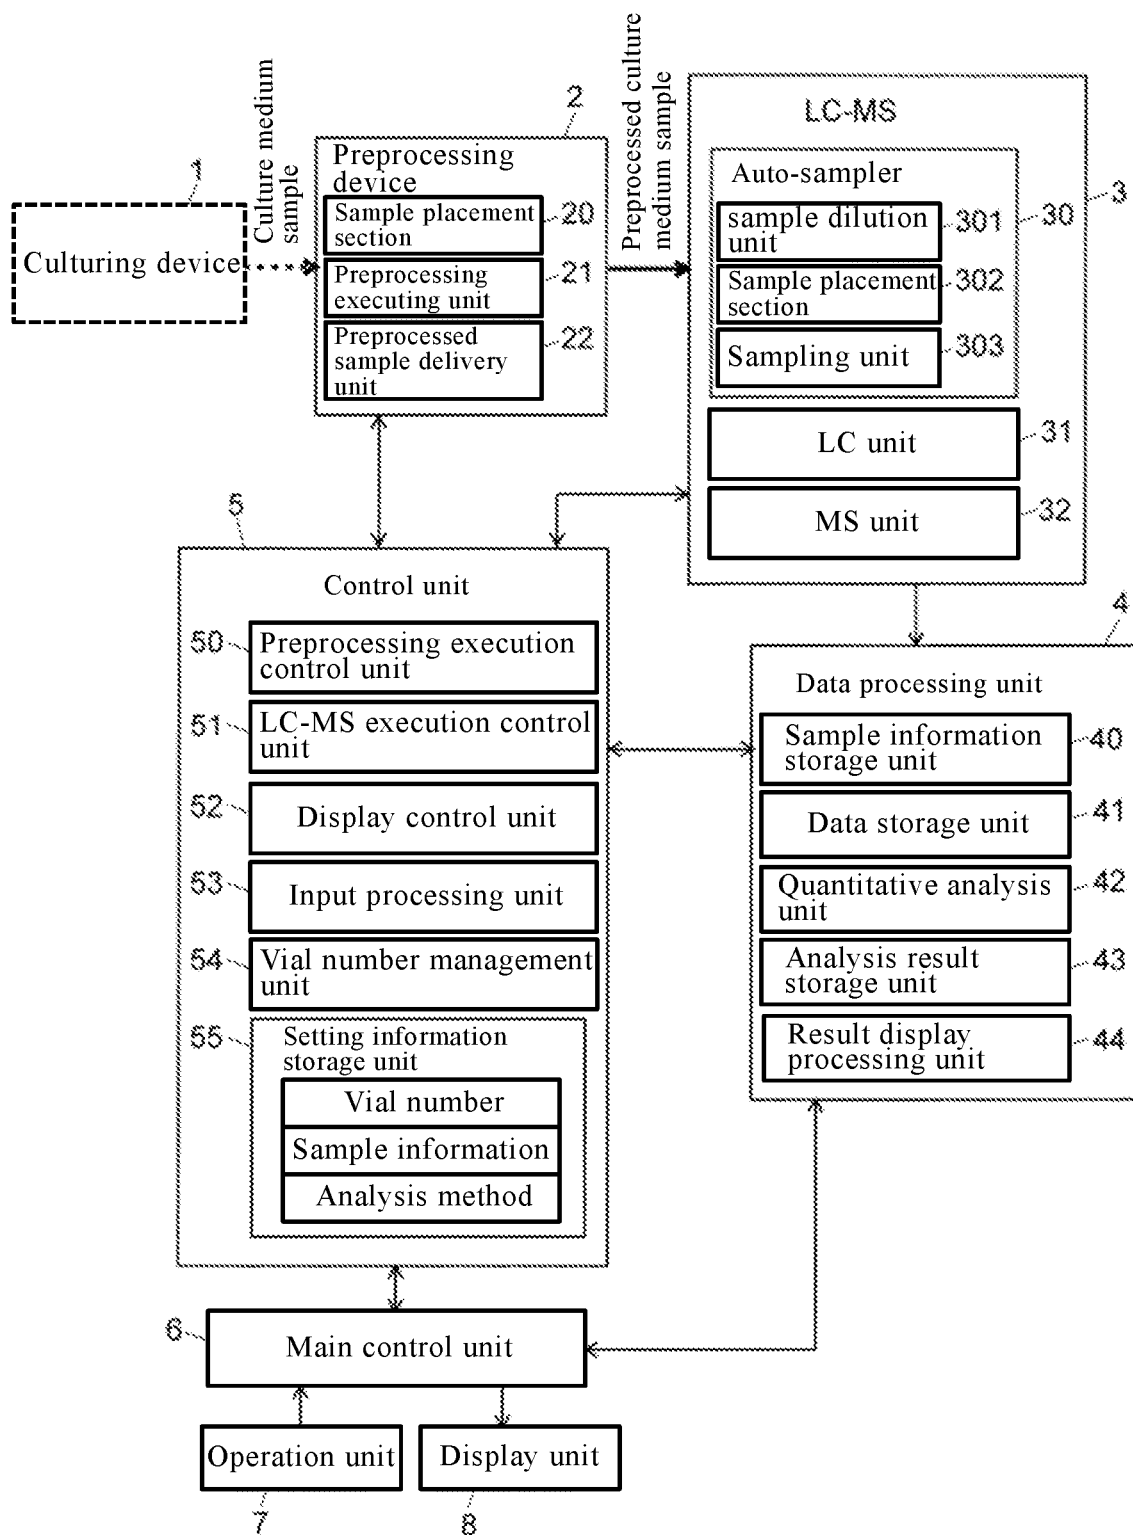 1
Culturing device
Culture medium
sample
2
Preprocessing
device
Sample placement
section
20
Preprocessing
executing unit
21
Preprocessed
sample delivery
unit
22
Preprocessed culture
medium sample
LC-MS
3
Auto-sampler
30
sample dilution
unit
301
Sample placement
section
302
Sampling unit
303
LC unit
31
MS unit
32
5
Control unit
50
Preprocessing execution
control unit
51
LC-MS execution control
unit
52
Display control unit
53
Input processing unit
54
Vial number management
unit
55
Setting information
storage unit
Vial number
Sample information
Analysis method
4
Data processing unit
Sample information
storage unit
40
Data storage unit
41
Quantitative analysis
unit
42
Analysis result
storage unit
43
Result display
processing unit
44
6
Main control unit
Operation unit
7
Display unit
8